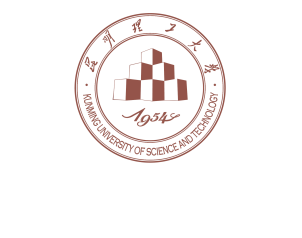 昆明理工大学
1954
KUNMING UNIVERSITY OF SCIENCE AND TECHNOLOGY